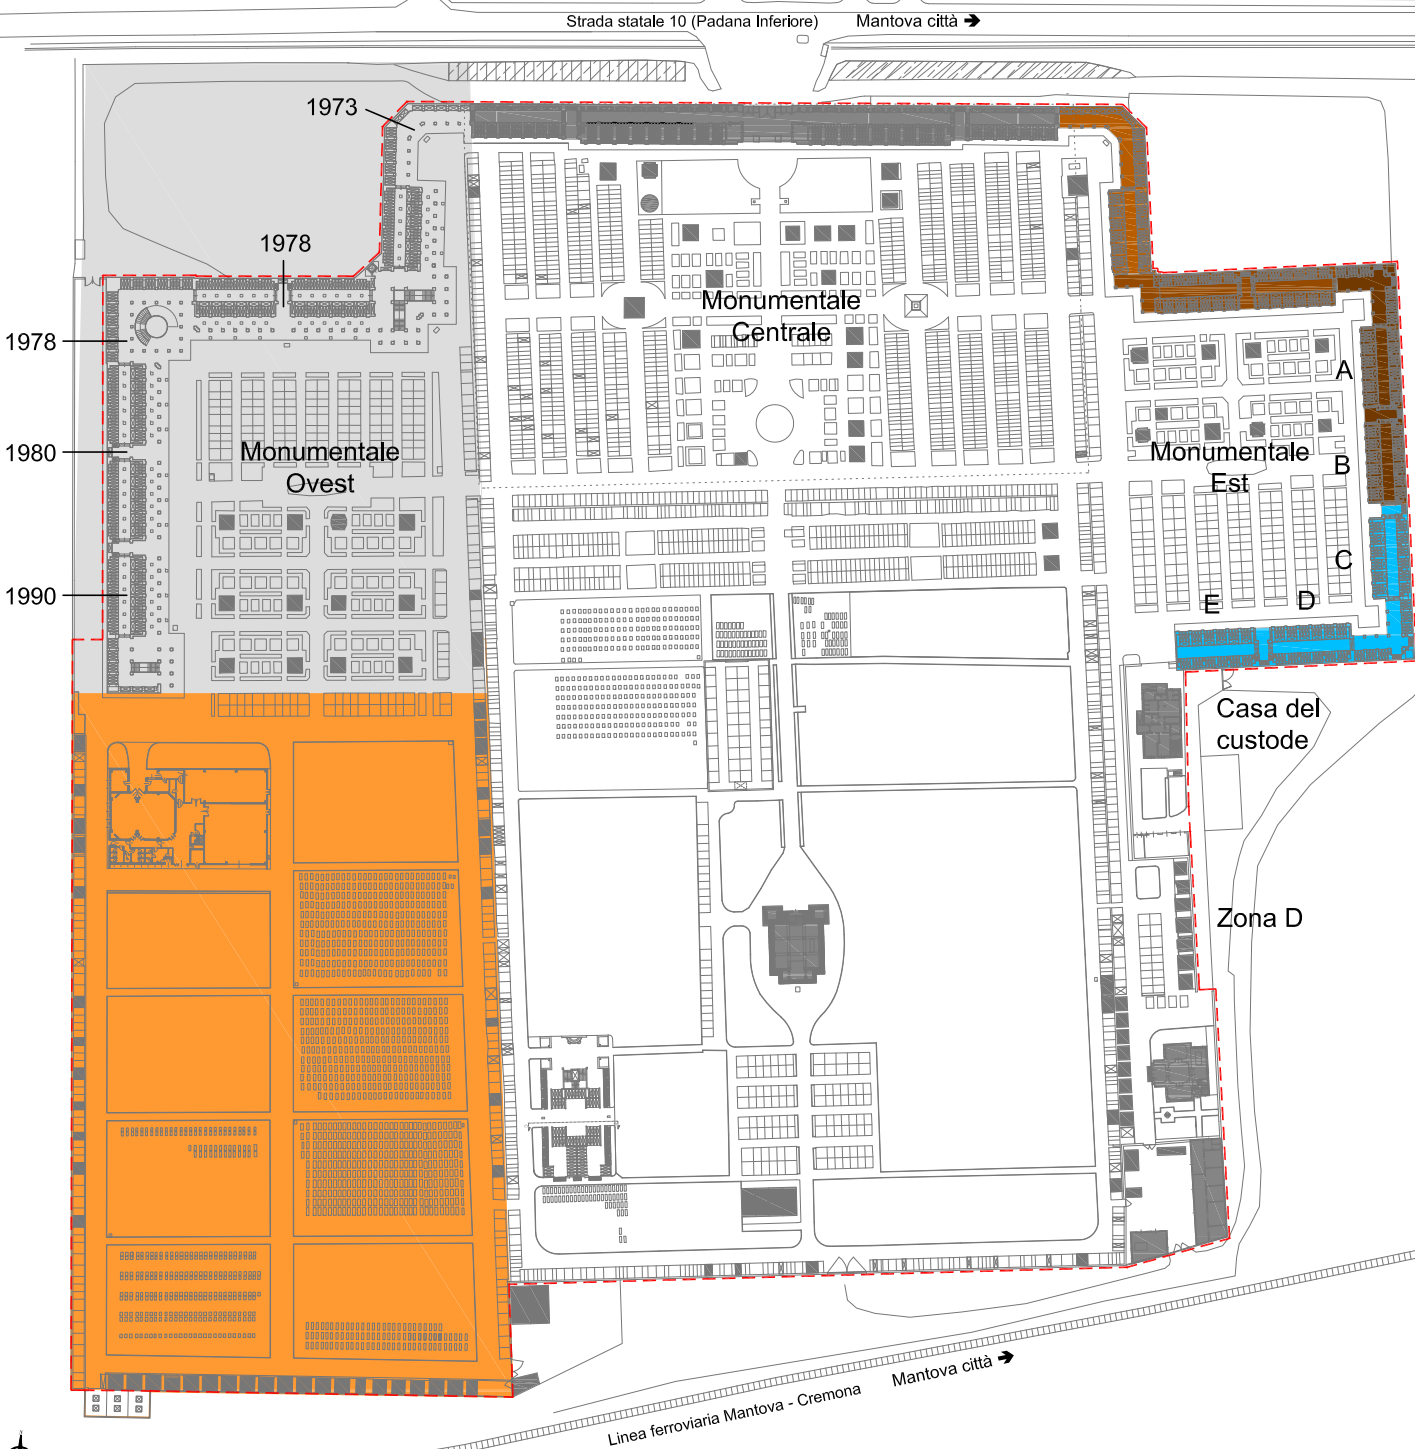 Strada statale 10 (Padana Inferiore)
Mantova città →
1973
1978
1978
1980
1990
Monumentale
Centrale
Monumentale
Ovest
Monumentale
Est
A
B
C
D
E
Casa del
custode
Zona D
Mantova città →
Linea ferroviaria Mantova - Cremona